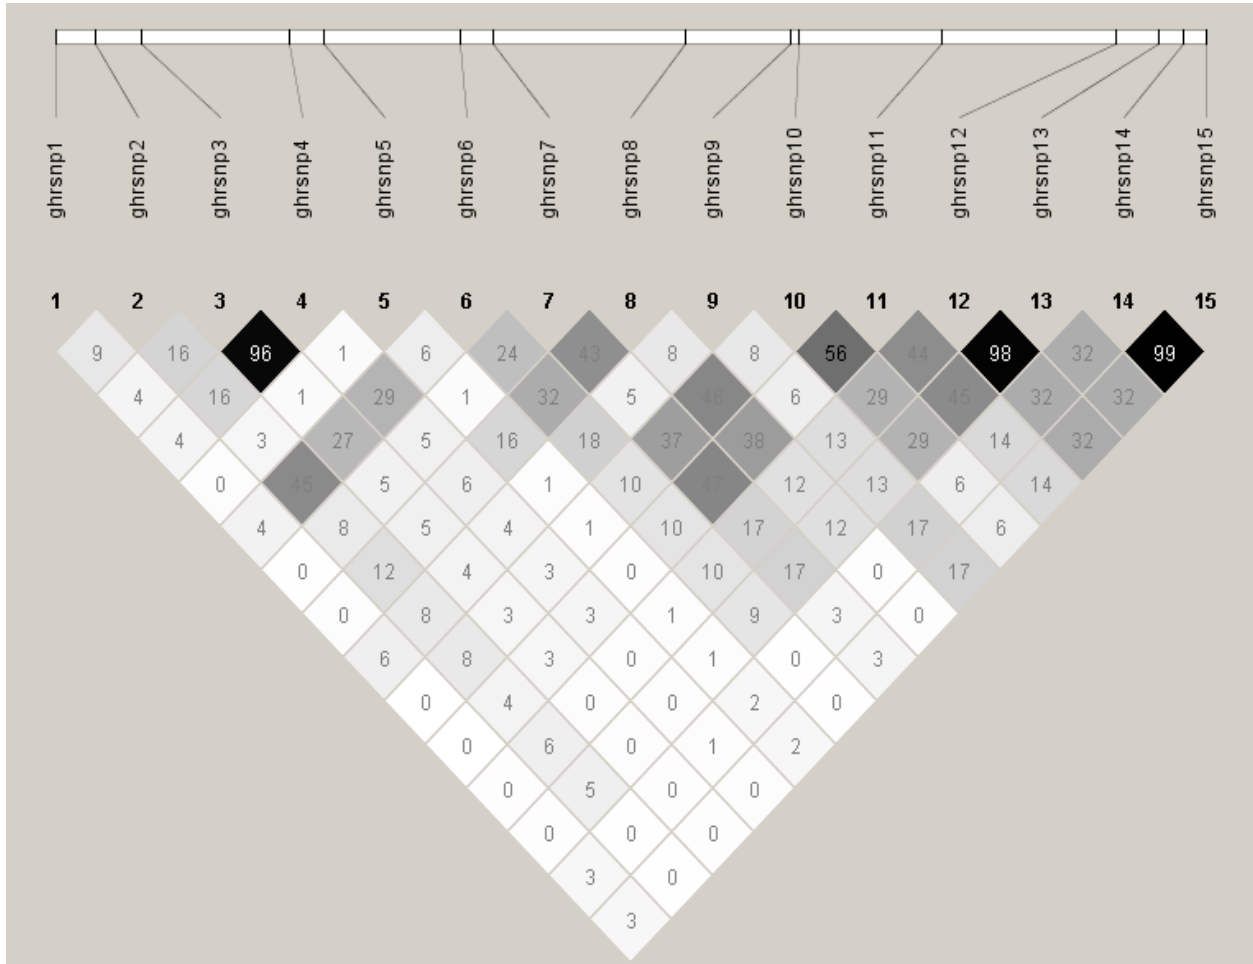 ghrsnp1
ghrsnp2
ghrsnp3
ghrsnp4
ghrsnp5
ghrsnp6
ghrsnp7
ghrsnp8
ghrsnp9
ghrsnp10
ghrsnp11
ghrsnp12
ghrsnp13
ghrsnp14
ghrsnp15
1 2 3 4 5 6 7 8 9 10 11 12 13 14 15
9 16 96 1 6 24 43 8 8 56 44 98 32 99
4 16 1 29 1 32 5 46 6 29 45 32 32
4 3 27 5 16 18 37 38 13 29 14 32
0 45 5 6 1 10 47 12 13 6 14
4 8 5 4 1 10 17 12 17 6
0 12 4 3 0 10 17 0 17
0 8 3 3 1 9 3 0
6 8 3 0 1 0 3
0 4 0 0 2 0
0 6 0 1 2
0 5 0 0
0 0 0
3 0
3